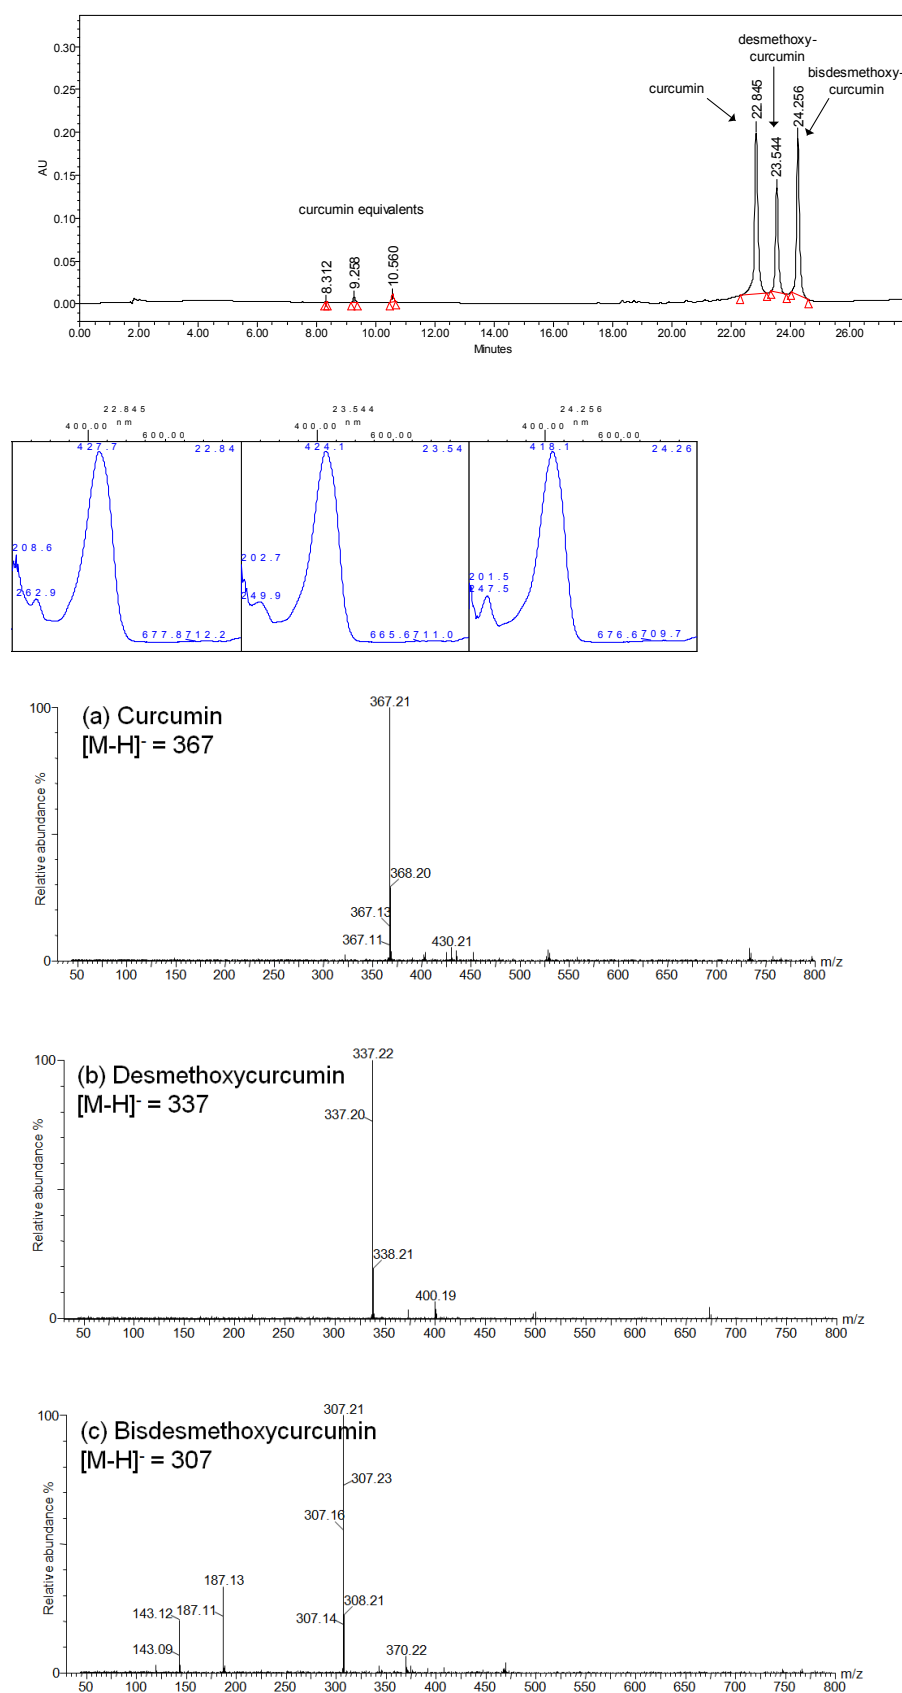 desmethoxy-
curcumin
bisdesmethoxy-
curcumin
curcumin
22.845
23.544
24.256
curcumin equivalents
8.312
9.258
10.560
AU
0.30
0.25
0.20
0.15
0.10
0.05
0.00
0.00 2.00 4.00 6.00 8.00 10.00 12.00 14.00 16.00 18.00 20.00 22.00 24.00 26.00
Minutes
22.845 23.544 24.256
400.00 nm 600.00 400.00 nm 600.00 400.00 nm 600.00
427.7 22.84 424.1 23.54 418.1 24.26
208.6 202.7 201.5
262.9 249.9 247.5
677.8712.2 665.6711.0 676.6709.7
(a) Curcumin
[M-H]- = 367
367.21
368.20
367.13
367.11
430.21
100
0
Relative abundance %
50 100 150 200 250 300 350 400 450 500 550 600 650 700 750 800 m/z
(b) Desmethoxycurcumin
[M-H]- = 337
337.22
337.20
338.21
400.19
100
0
Relative abundance %
50 100 150 200 250 300 350 400 450 500 550 600 650 700 750 800 m/z
(c) Bisdesmethoxycurcumin
[M-H]- = 307
307.21
307.23
307.16
187.13
143.12
187.11
308.21
307.14
143.09
370.22
100
0
Relative abundance %
50 100 150 200 250 300 350 400 450 500 550 600 650 700 750 800 m/z